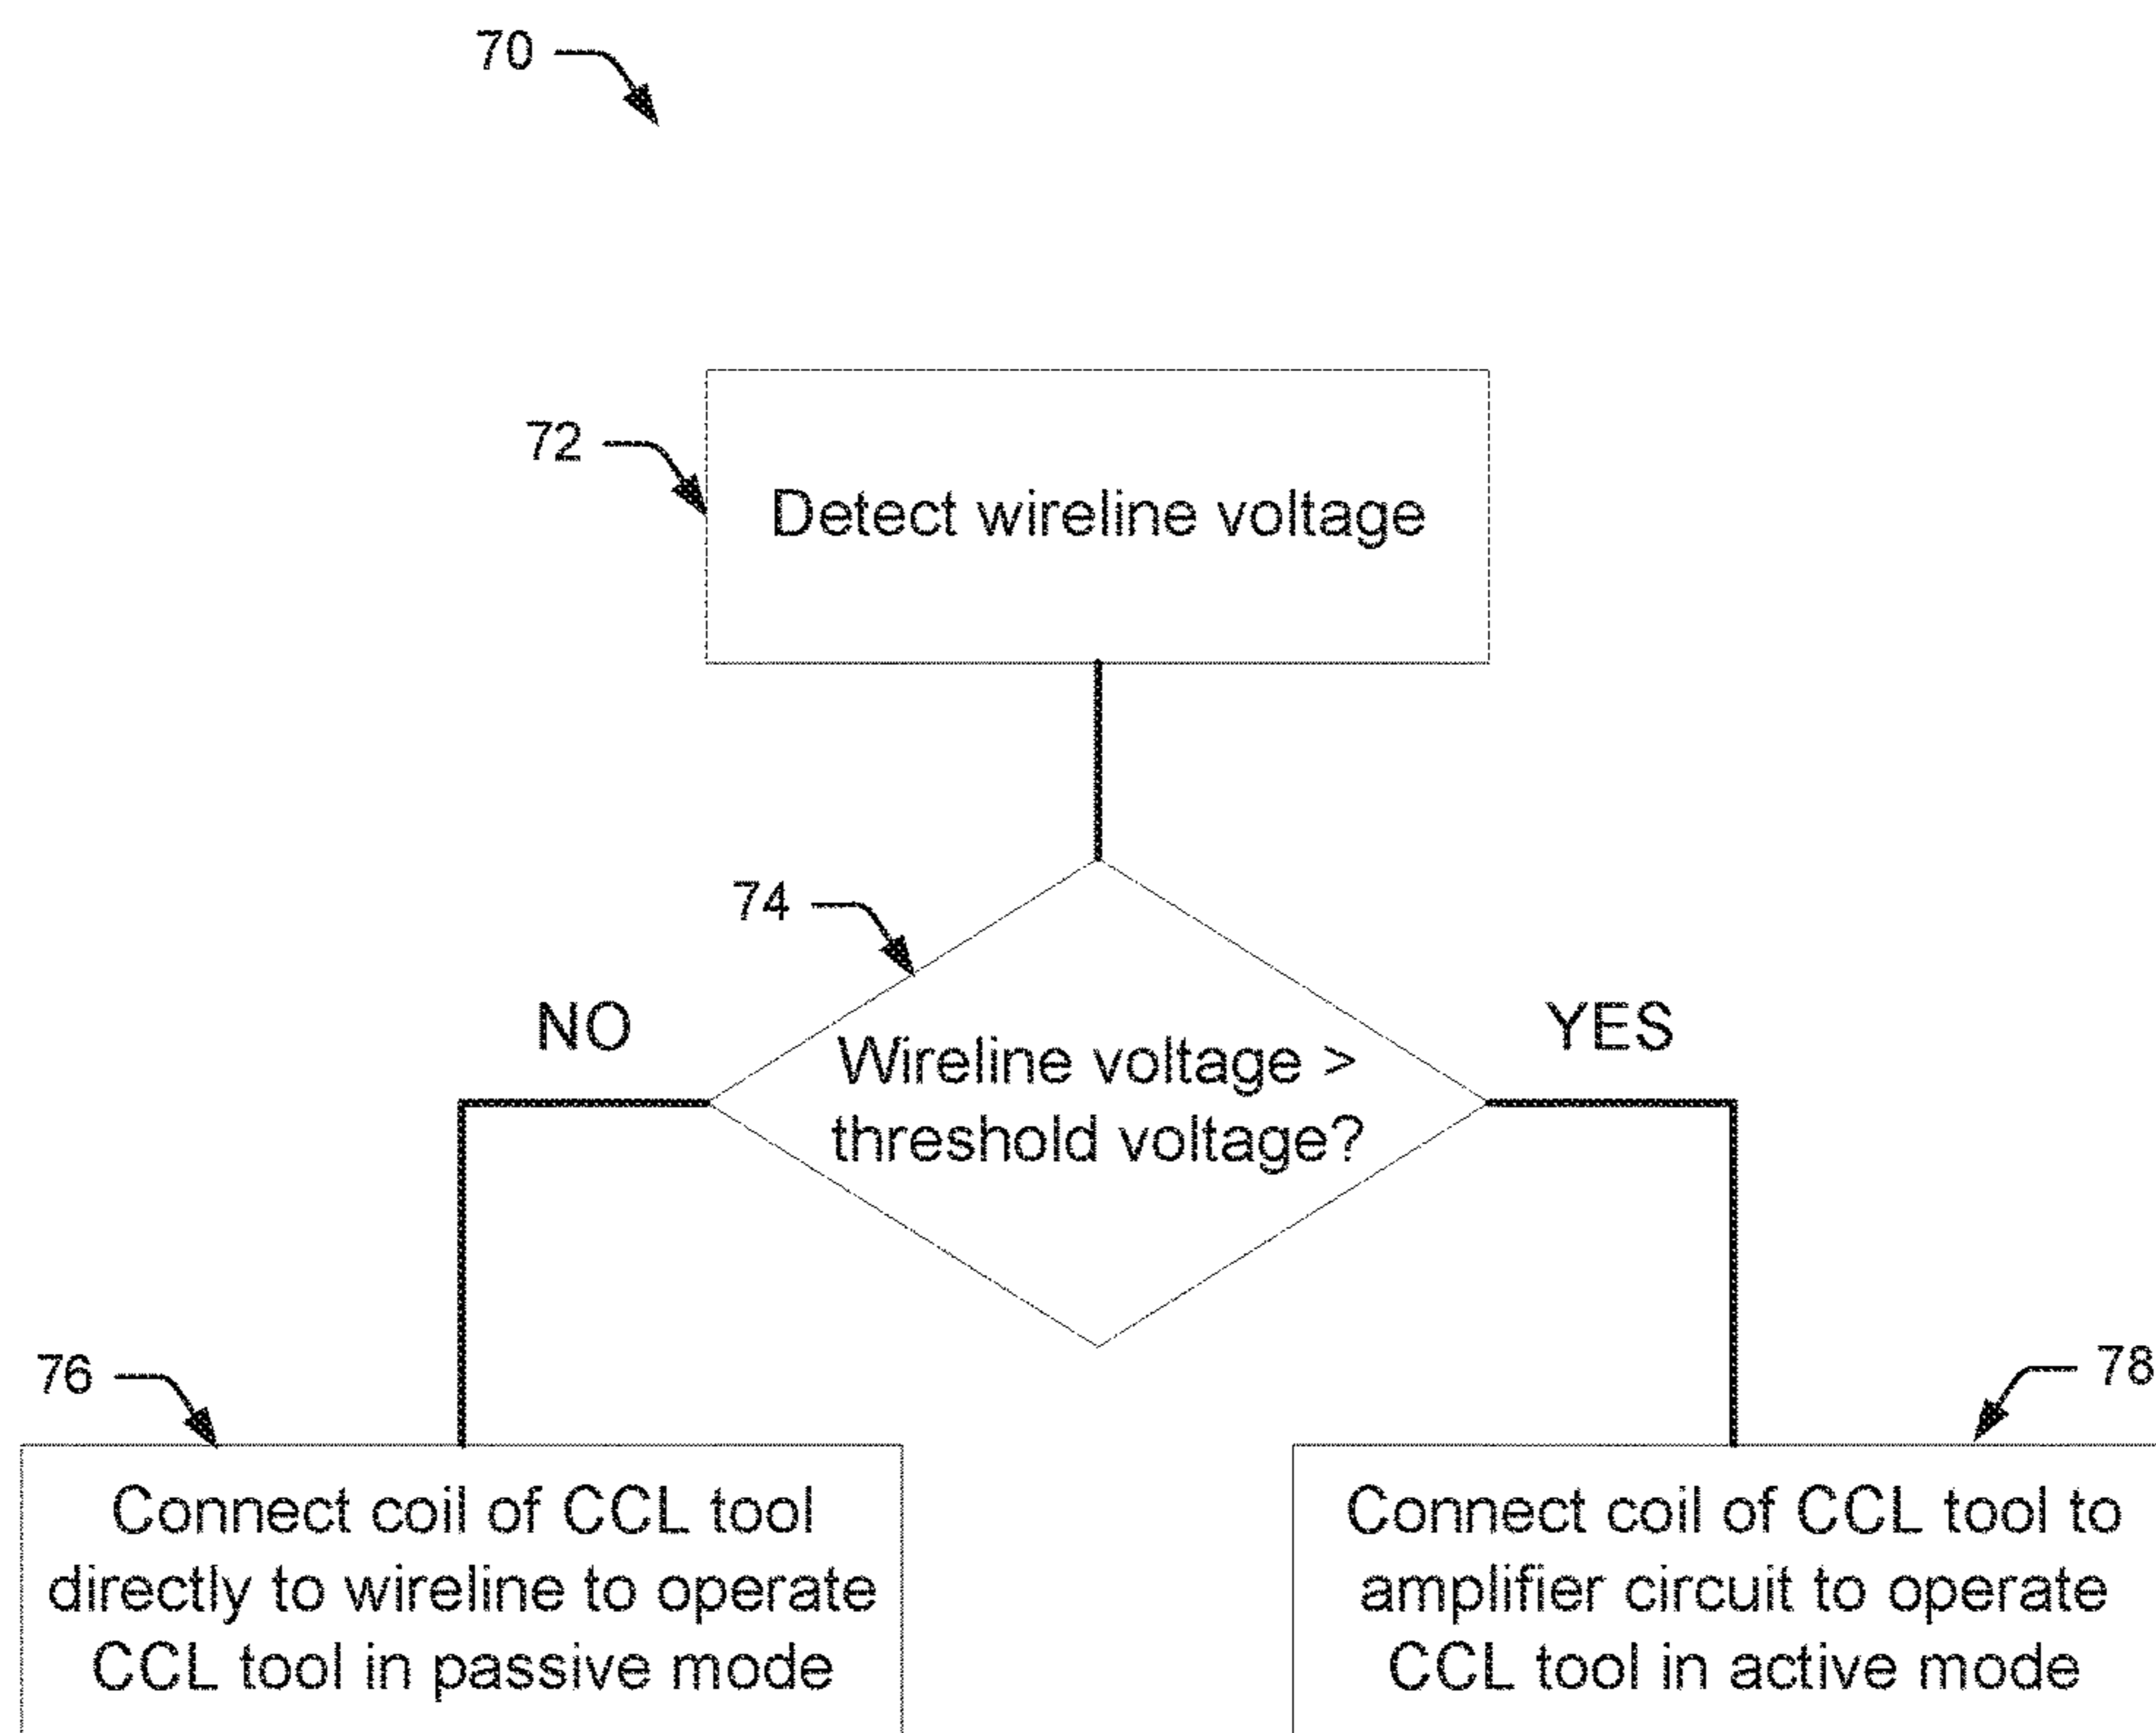 70
72
Detect wireline voltage
74
NO
YES
Wireline voltage >
threshold voltage?
76
78
Connect coil of CCL tool
directly to wireline to operate
CCL tool in passive mode
Connect coil of CCL tool to
amplifier circuit to operate
CCL tool in active mode